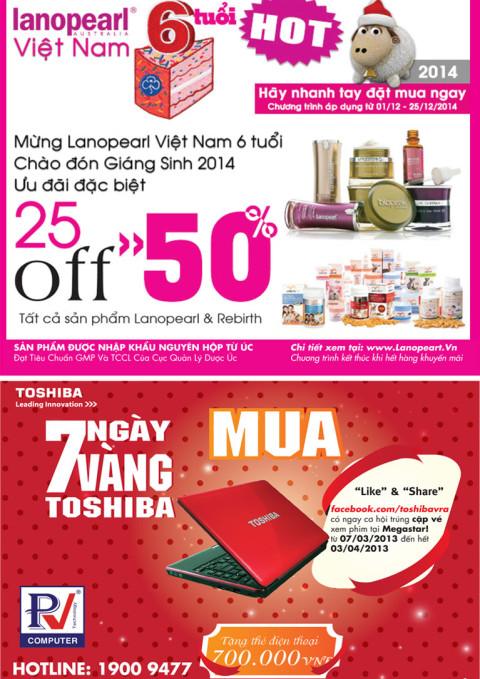 lanopearl®
AUSTRALIA
Việt Nam
6 tuổi
HOT
2014
Hãy nhanh tay đặt mua ngay
Chương trình áp dụng từ 01/12 - 25/12/2014
Mừng Lanopearl Việt Nam 6 tuổi
Chào đón Giáng Sinh 2014
Ưu đãi đặc biệt
25 off » 50%
Tất cả sản phẩm Lanopearl & Rebirth
SẢN PHẨM ĐƯỢC NHẬP KHẨU NGUYÊN HỘP TỪ ÚC
Đạt Tiêu Chuẩn GMP Và TCCL Của Cục Quản Lý Dược Úc
Chi tiết xem tại: www.Lanopeart.Vn
Chương trình kết thúc khi hết hàng khuyến mãi
TOSHIBA
Leading Innovation >>>
7 NGÀY
VÀNG
TOSHIBA
MUA
TOSHIBA
“Like” & “Share”
facebook.com/toshibavra
có ngay cơ hội trúng cặp vé
xem phim tại Megastar!
từ 07/03/2013 đến hết
03/04/2013
PV
Technology
COMPUTER
Tặng thẻ điện thoại
700.000 VNĐ
HOTLINE: 1900 9477